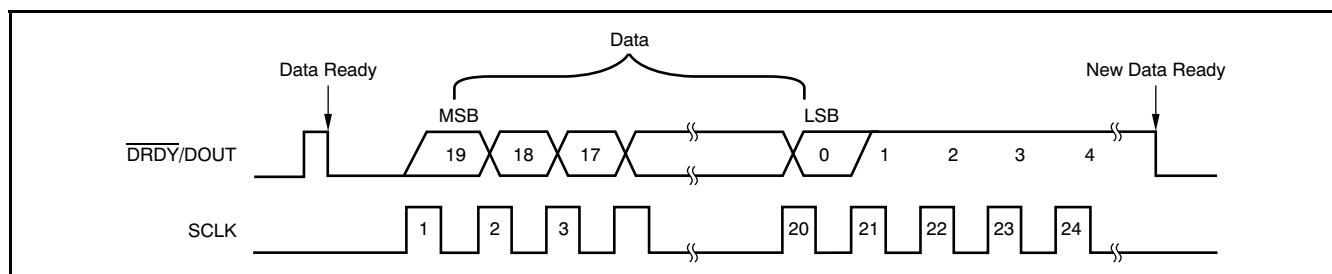 Data
Data Ready
New Data Ready
MSB
LSB
DRDY/DOUT
19 18 17 0 1 2 3 4
SCLK
1 2 3 20 21 22 23 24